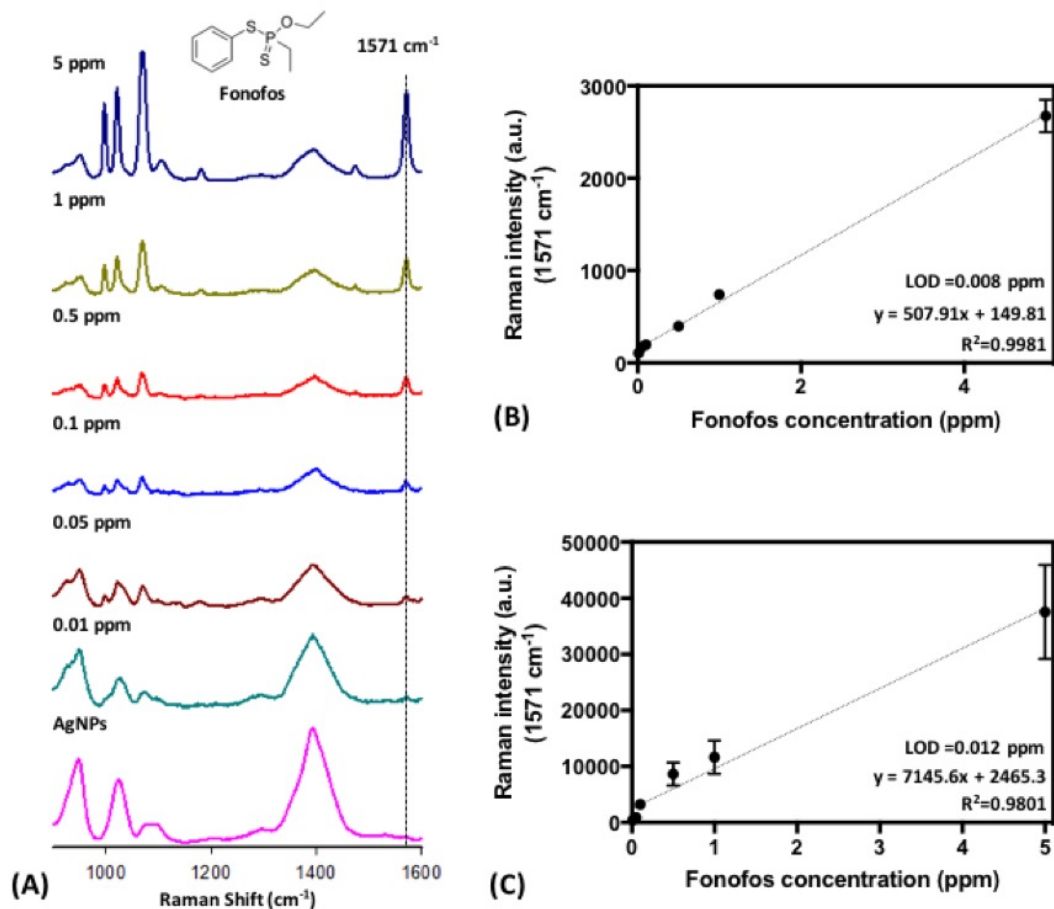 5 ppm
S
O
P
S
Fonofos
1571 cm⁻¹
1 ppm
0.5 ppm
0.1 ppm
0.05 ppm
0.01 ppm
AgNPs
1000
1200
1400
1600
(A)
Raman Shift (cm⁻¹)
3000
2000
1000
0
Raman intensity (a.u.)
(1571 cm⁻¹)
LOD =0.008 ppm
y = 507.91x + 149.81
R²=0.9981
0
2
4
(B)
Fonofos concentration (ppm)
50000
40000
30000
20000
10000
0
Raman intensity (a.u.)
(1571 cm⁻¹)
LOD =0.012 ppm
y = 7145.6x + 2465.3
R²=0.9801
0
1
2
3
4
5
(C)
Fonofos concentration (ppm)